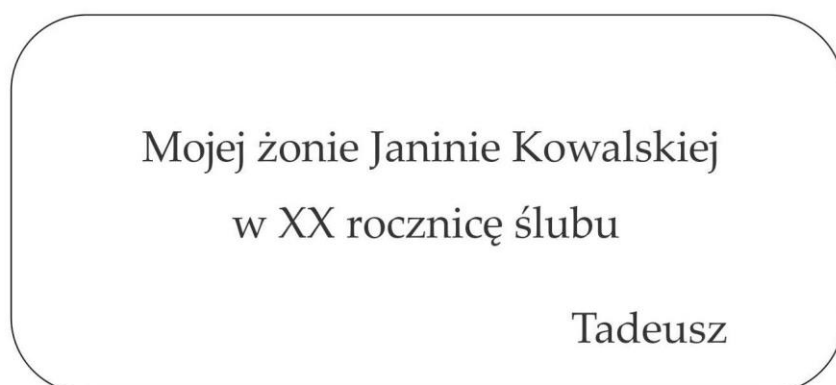 Mojej żonie Janinie Kowalskiej
w XX rocznicę ślubu
Tadeusz